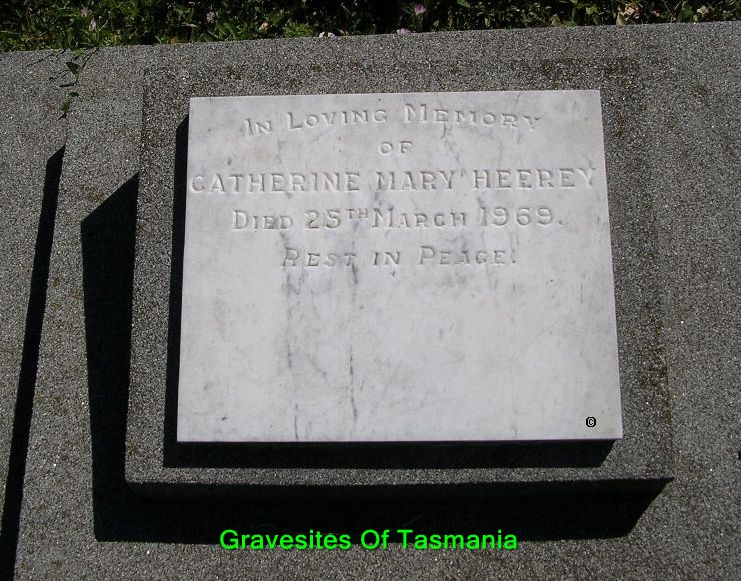 In Loving Memory
of
CATHERINE MARY HEEREY
Died 25TH March 1969.
Rest in Peace.
©
Gravesites Of Tasmania